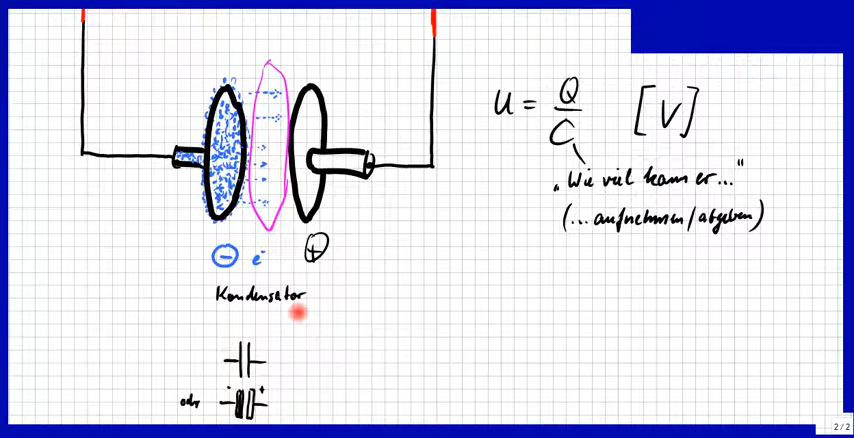 U = Q/C [V]
"Wie viel kann er..."
(...aufnehmen/abgeben)
− e⁻ +
Kondensator
- +
oder
2/2